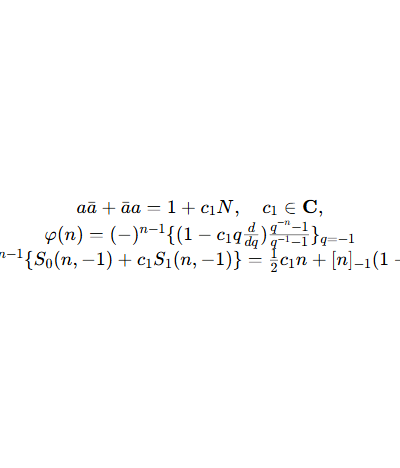 $a\bar{a} + \bar{a}a = 1 + c_1 N, \quad c_1 \in \mathbf{C},$
$\varphi(n) = (-)^{n-1}\{(1 - c_1 q \frac{d}{dq})\frac{q^{-n}-1}{q^{-1}-1}\}_{q=-1}$
$^{n-1}\{S_0(n,-1) + c_1 S_1(n,-1)\} = \frac{1}{2}c_1 n + [n]_{-1}(1 -$